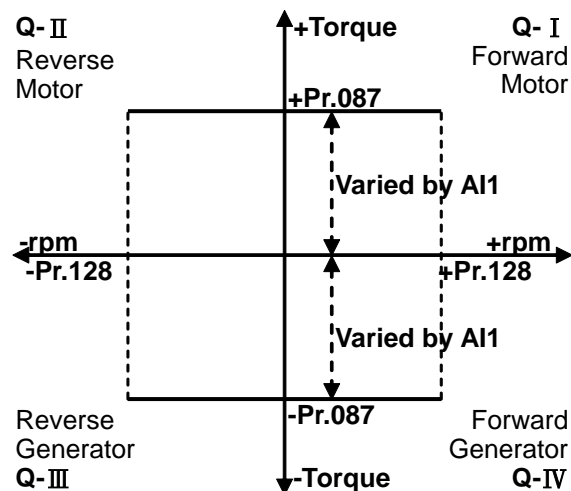 Q-Ⅱ
Reverse
Motor
+Torque
Q-Ⅰ
Forward
Motor
+Pr.087
Varied by AI1
-rpm
-Pr.128
+rpm
+Pr.128
Varied by AI1
-Pr.087
Reverse
Generator
Q-Ⅲ
-Torque
Forward
Generator
Q-Ⅳ